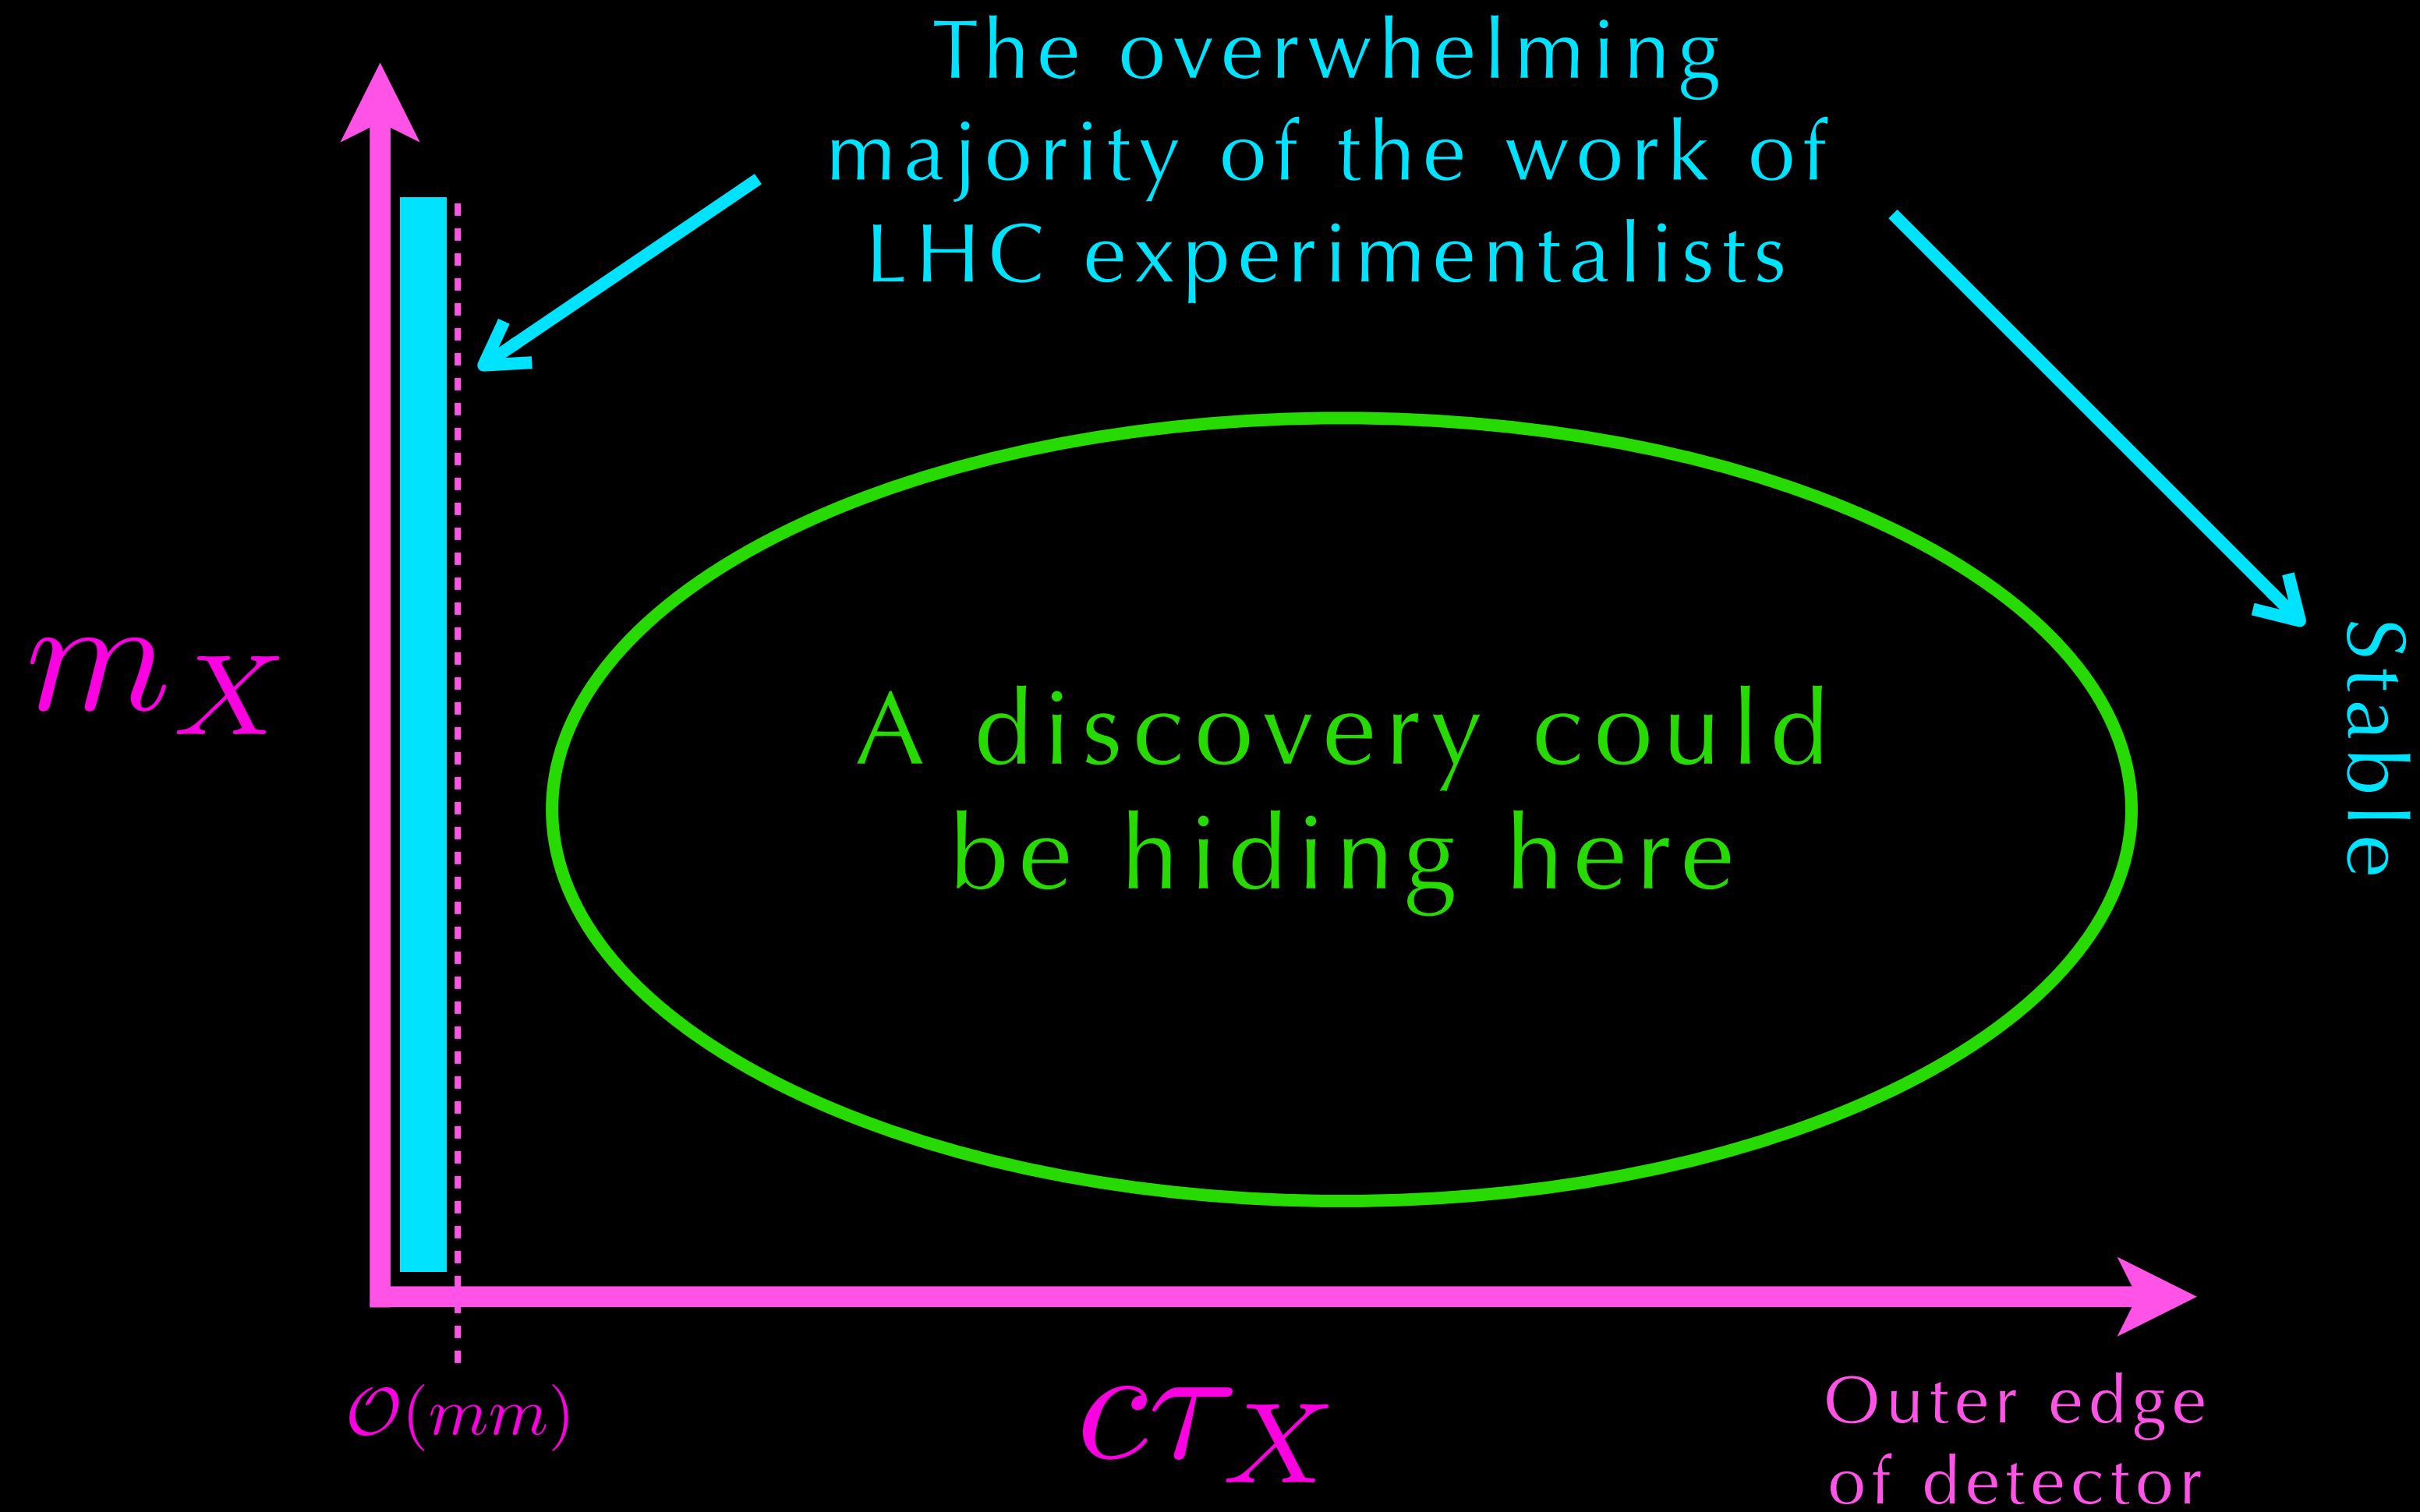 The overwhelming
majority of the work of
LHC experimentalists
m_X
A discovery could
be hiding here
Stable
𝒪(mm)
cτ_X
Outer edge
of detector